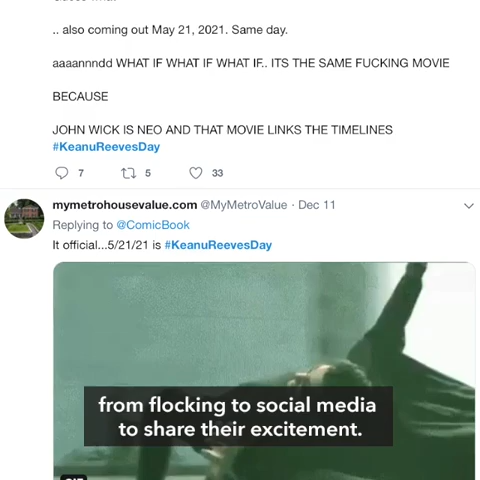 .. also coming out May 21, 2021. Same day.
aaaannndd WHAT IF WHAT IF WHAT IF.. ITS THE SAME FUCKING MOVIE
BECAUSE
JOHN WICK IS NEO AND THAT MOVIE LINKS THE TIMELINES
#KeanuReevesDay
7 5 33
mymetrohousevalue.com @MyMetroValue · Dec 11
Replying to @ComicBook
It official...5/21/21 is #KeanuReevesDay
from flocking to social media
to share their excitement.